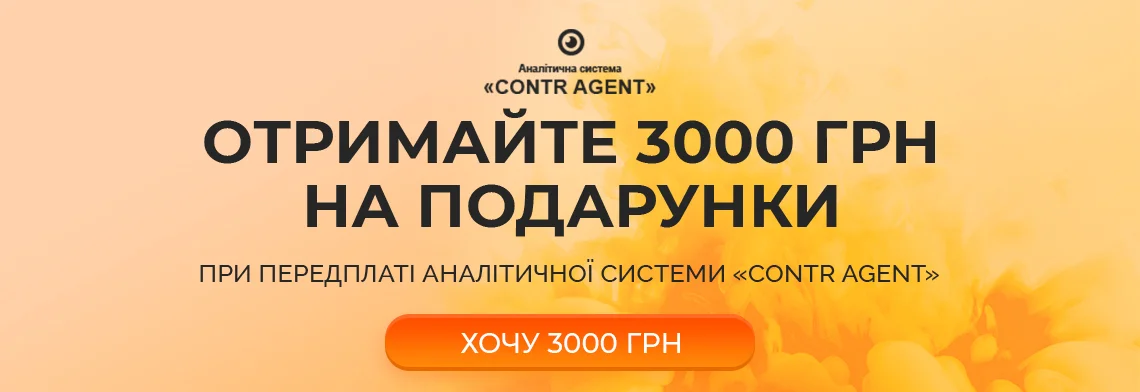 Аналітична система
«CONTR AGENT»
ОТРИМАЙТЕ 3000 ГРН
НА ПОДАРУНКИ
ПРИ ПЕРЕДПЛАТІ АНАЛІТИЧНОЇ СИСТЕМИ «CONTR AGENT»
ХОЧУ 3000 ГРН